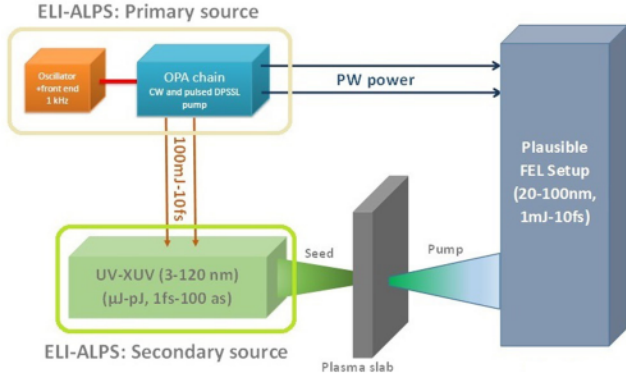 ELI-ALPS: Primary source
Oscillator
+front end
1 kHz
OPA chain
CW and pulsed DPSSL
pump
PW power
100mJ-10fs
Plausible
FEL Setup
(20-100nm,
1mJ-10fs)
UV-XUV (3-120 nm)
(μJ-pJ, 1fs-100 as)
Seed
Pump
Plasma slab
ELI-ALPS: Secondary source